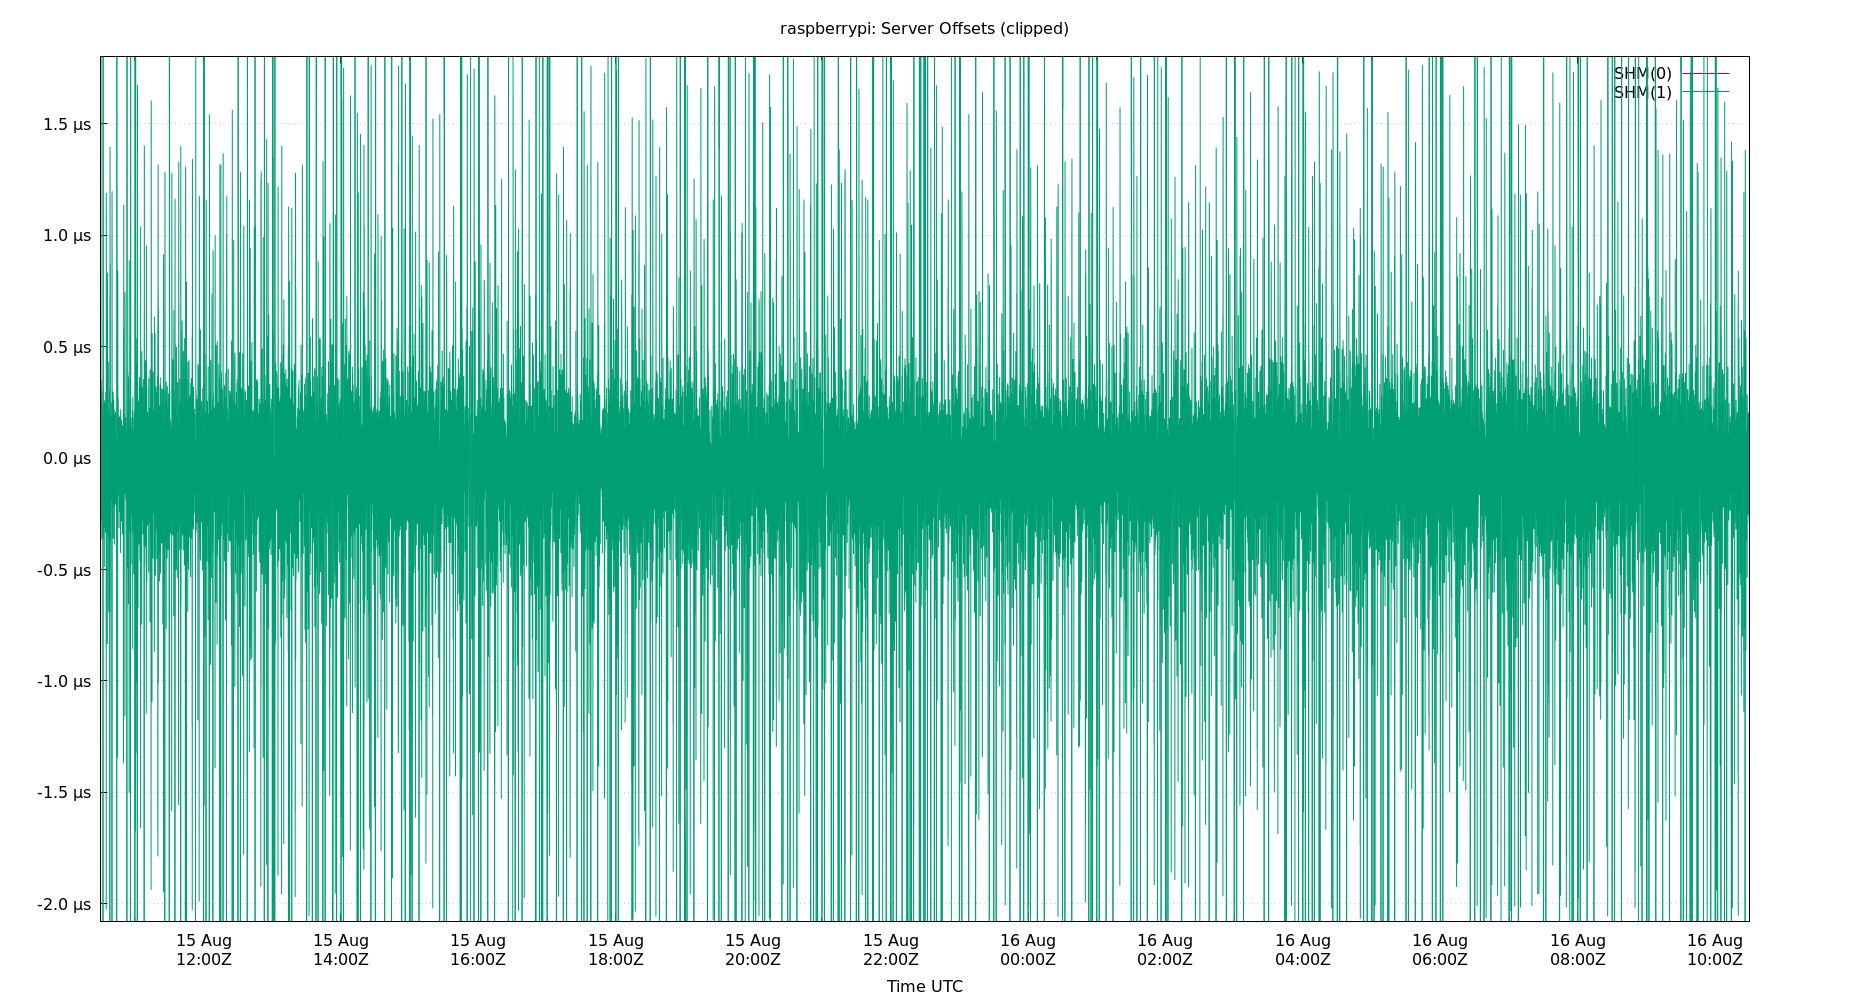 raspberrypi: Server Offsets (clipped)
SHM(0)
SHM(1)
1.5 µs
1.0 µs
0.5 µs
0.0 µs
-0.5 µs
-1.0 µs
-1.5 µs
-2.0 µs
15 Aug 15 Aug 15 Aug 15 Aug 15 Aug 15 Aug 16 Aug 16 Aug 16 Aug 16 Aug 16 Aug 16 Aug
12:00Z 14:00Z 16:00Z 18:00Z 20:00Z 22:00Z 00:00Z 02:00Z 04:00Z 06:00Z 08:00Z 10:00Z
Time UTC